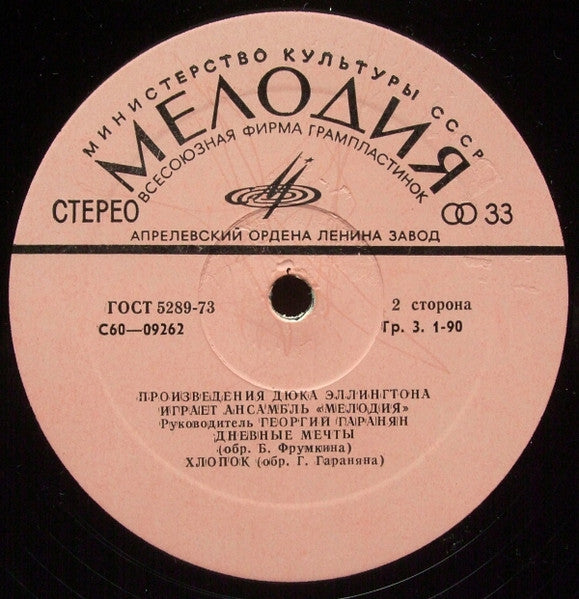 МИНИСТЕРСТВО КУЛЬТУРЫ СССР
МЕЛОДИЯ
ВСЕСОЮЗНАЯ ФИРМА ГРАМПЛАСТИНОК
СТЕРЕО
33
АПРЕЛЕВСКИЙ ОРДЕНА ЛЕНИНА ЗАВОД
ГОСТ 5289-73
2 сторона
С60—09262
Гр. 3. 1-90
ПРОИЗВЕДЕНИЯ ДЮКА ЭЛЛИНГТОНА
ИГРАЕТ АНСАМБЛЬ «МЕЛОДИЯ»
Руководитель ГЕОРГИЙ ГАРАНЯН
ДНЕВНЫЕ МЕЧТЫ
(обр. Б. Фрумкина)
ХЛОПОК (обр. Г. Гараняна)